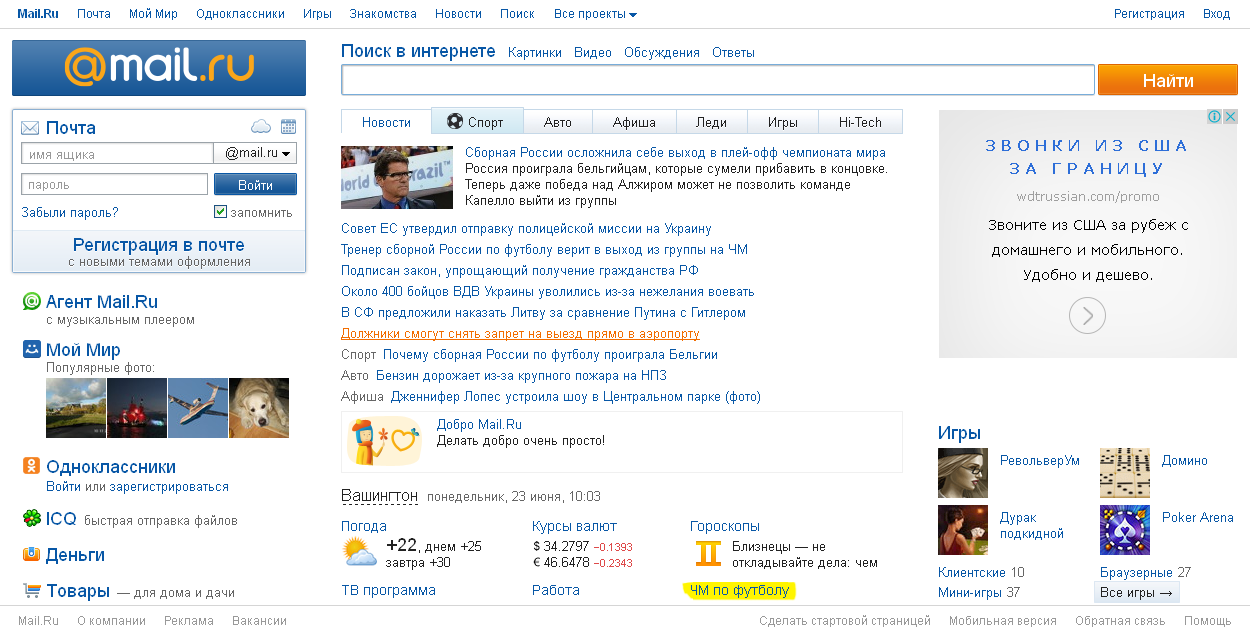 Mail.Ru Почта Мой Мир Одноклассники Игры Знакомства Новости Поиск Все проекты Регистрация Вход
@mail.ru
Почта
имя ящика @mail.ru
пароль Войти
Забыли пароль? запомнить
Регистрация в почте
с новыми темами оформления
Агент Mail.Ru
с музыкальным плеером
Мой Мир
Популярные фото:
Одноклассники
Войти или зарегистрироваться
ICQ быстрая отправка файлов
Деньги
Товары — для дома и дачи
Поиск в интернете Картинки Видео Обсуждения Ответы
Найти
Новости Спорт Авто Афиша Леди Игры Hi-Tech
Сборная России осложнила себе выход в плей-офф чемпионата мира
Россия проиграла бельгийцам, которые сумели прибавить в концовке.
Теперь даже победа над Алжиром может не позволить команде
Капелло выйти из группы
Совет ЕС утвердил отправку полицейской миссии на Украину
Тренер сборной России по футболу верит в выход из группы на ЧМ
Подписан закон, упрощающий получение гражданства РФ
Около 400 бойцов ВДВ Украины уволились из-за нежелания воевать
В СФ предложили наказать Литву за сравнение Путина с Гитлером
Должники смогут снять запрет на выезд прямо в аэропорту
Спорт Почему сборная России по футболу проиграла Бельгии
Авто Бензин дорожает из-за крупного пожара на НПЗ
Афиша Дженнифер Лопес устроила шоу в Центральном парке (фото)
Добро Mail.Ru
Делать добро очень просто!
Вашингтон понедельник, 23 июня, 10:03
Погода
+22, днем +25
завтра +30
Курсы валют
$ 34.2797 −0.1393
€ 46.6478 −0.2343
Гороскопы
Близнецы — не
откладывайте дела: чем
ТВ программа Работа ЧМ по футболу
ЗВОНКИ ИЗ США
ЗА ГРАНИЦУ
wdtrussian.com/promo
Звоните из США за рубеж с
домашнего и мобильного.
Удобно и дешево.
Игры
РевольверУм Домино
Дурак
подкидной
Poker Arena
Клиентские 10 Браузерные 27
Мини-игры 37 Все игры →
Mail.Ru О компании Реклама Вакансии Сделать стартовой страницей Мобильная версия Обратная связь Помощь